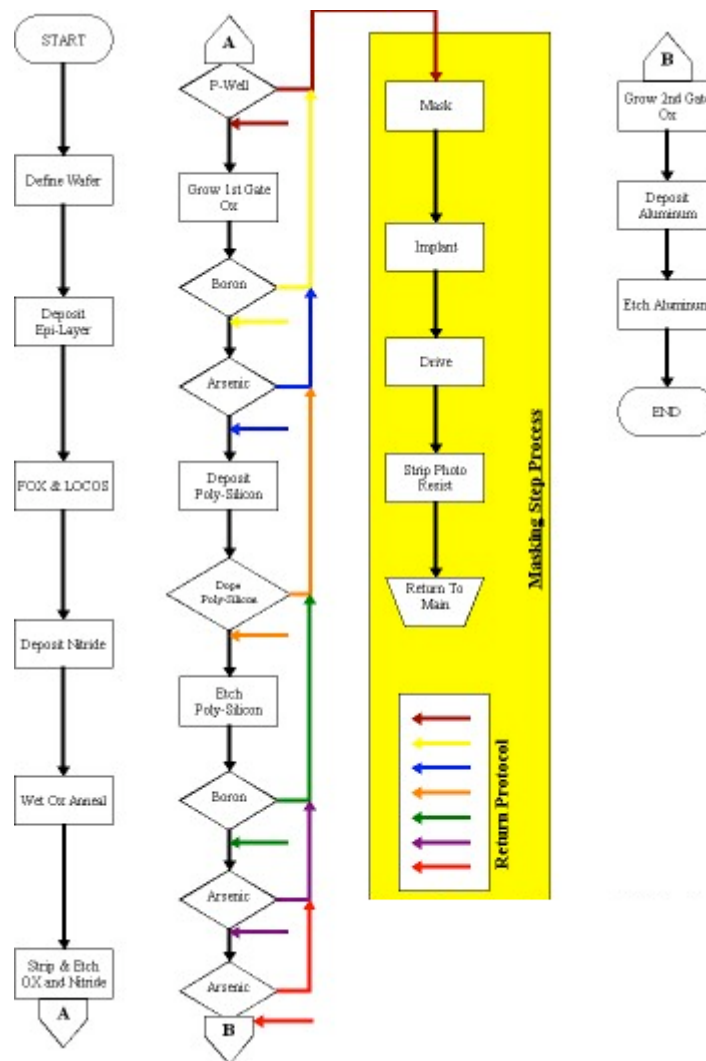 START
Define Wafer
Deposit
Epi-Layer
FOX & LOCOS
Deposit Nitride
Wet Ox Anneal
Strip & Etch
OX and Nitride
A
A
P-Well
Grow 1st Gate
Ox
Boron
Arsenic
Deposit
Poly-Silicon
Dope
Poly-Silicon
Etch
Poly-Silicon
Boron
Arsenic
Arsenic
B
Mask
Implant
Drive
Strip Photo
Resist
Return To
Main
Masking Step Process
Return Protocol
B
Grow 2nd Gate
Ox
Deposit
Aluminum
Etch Aluminum
END